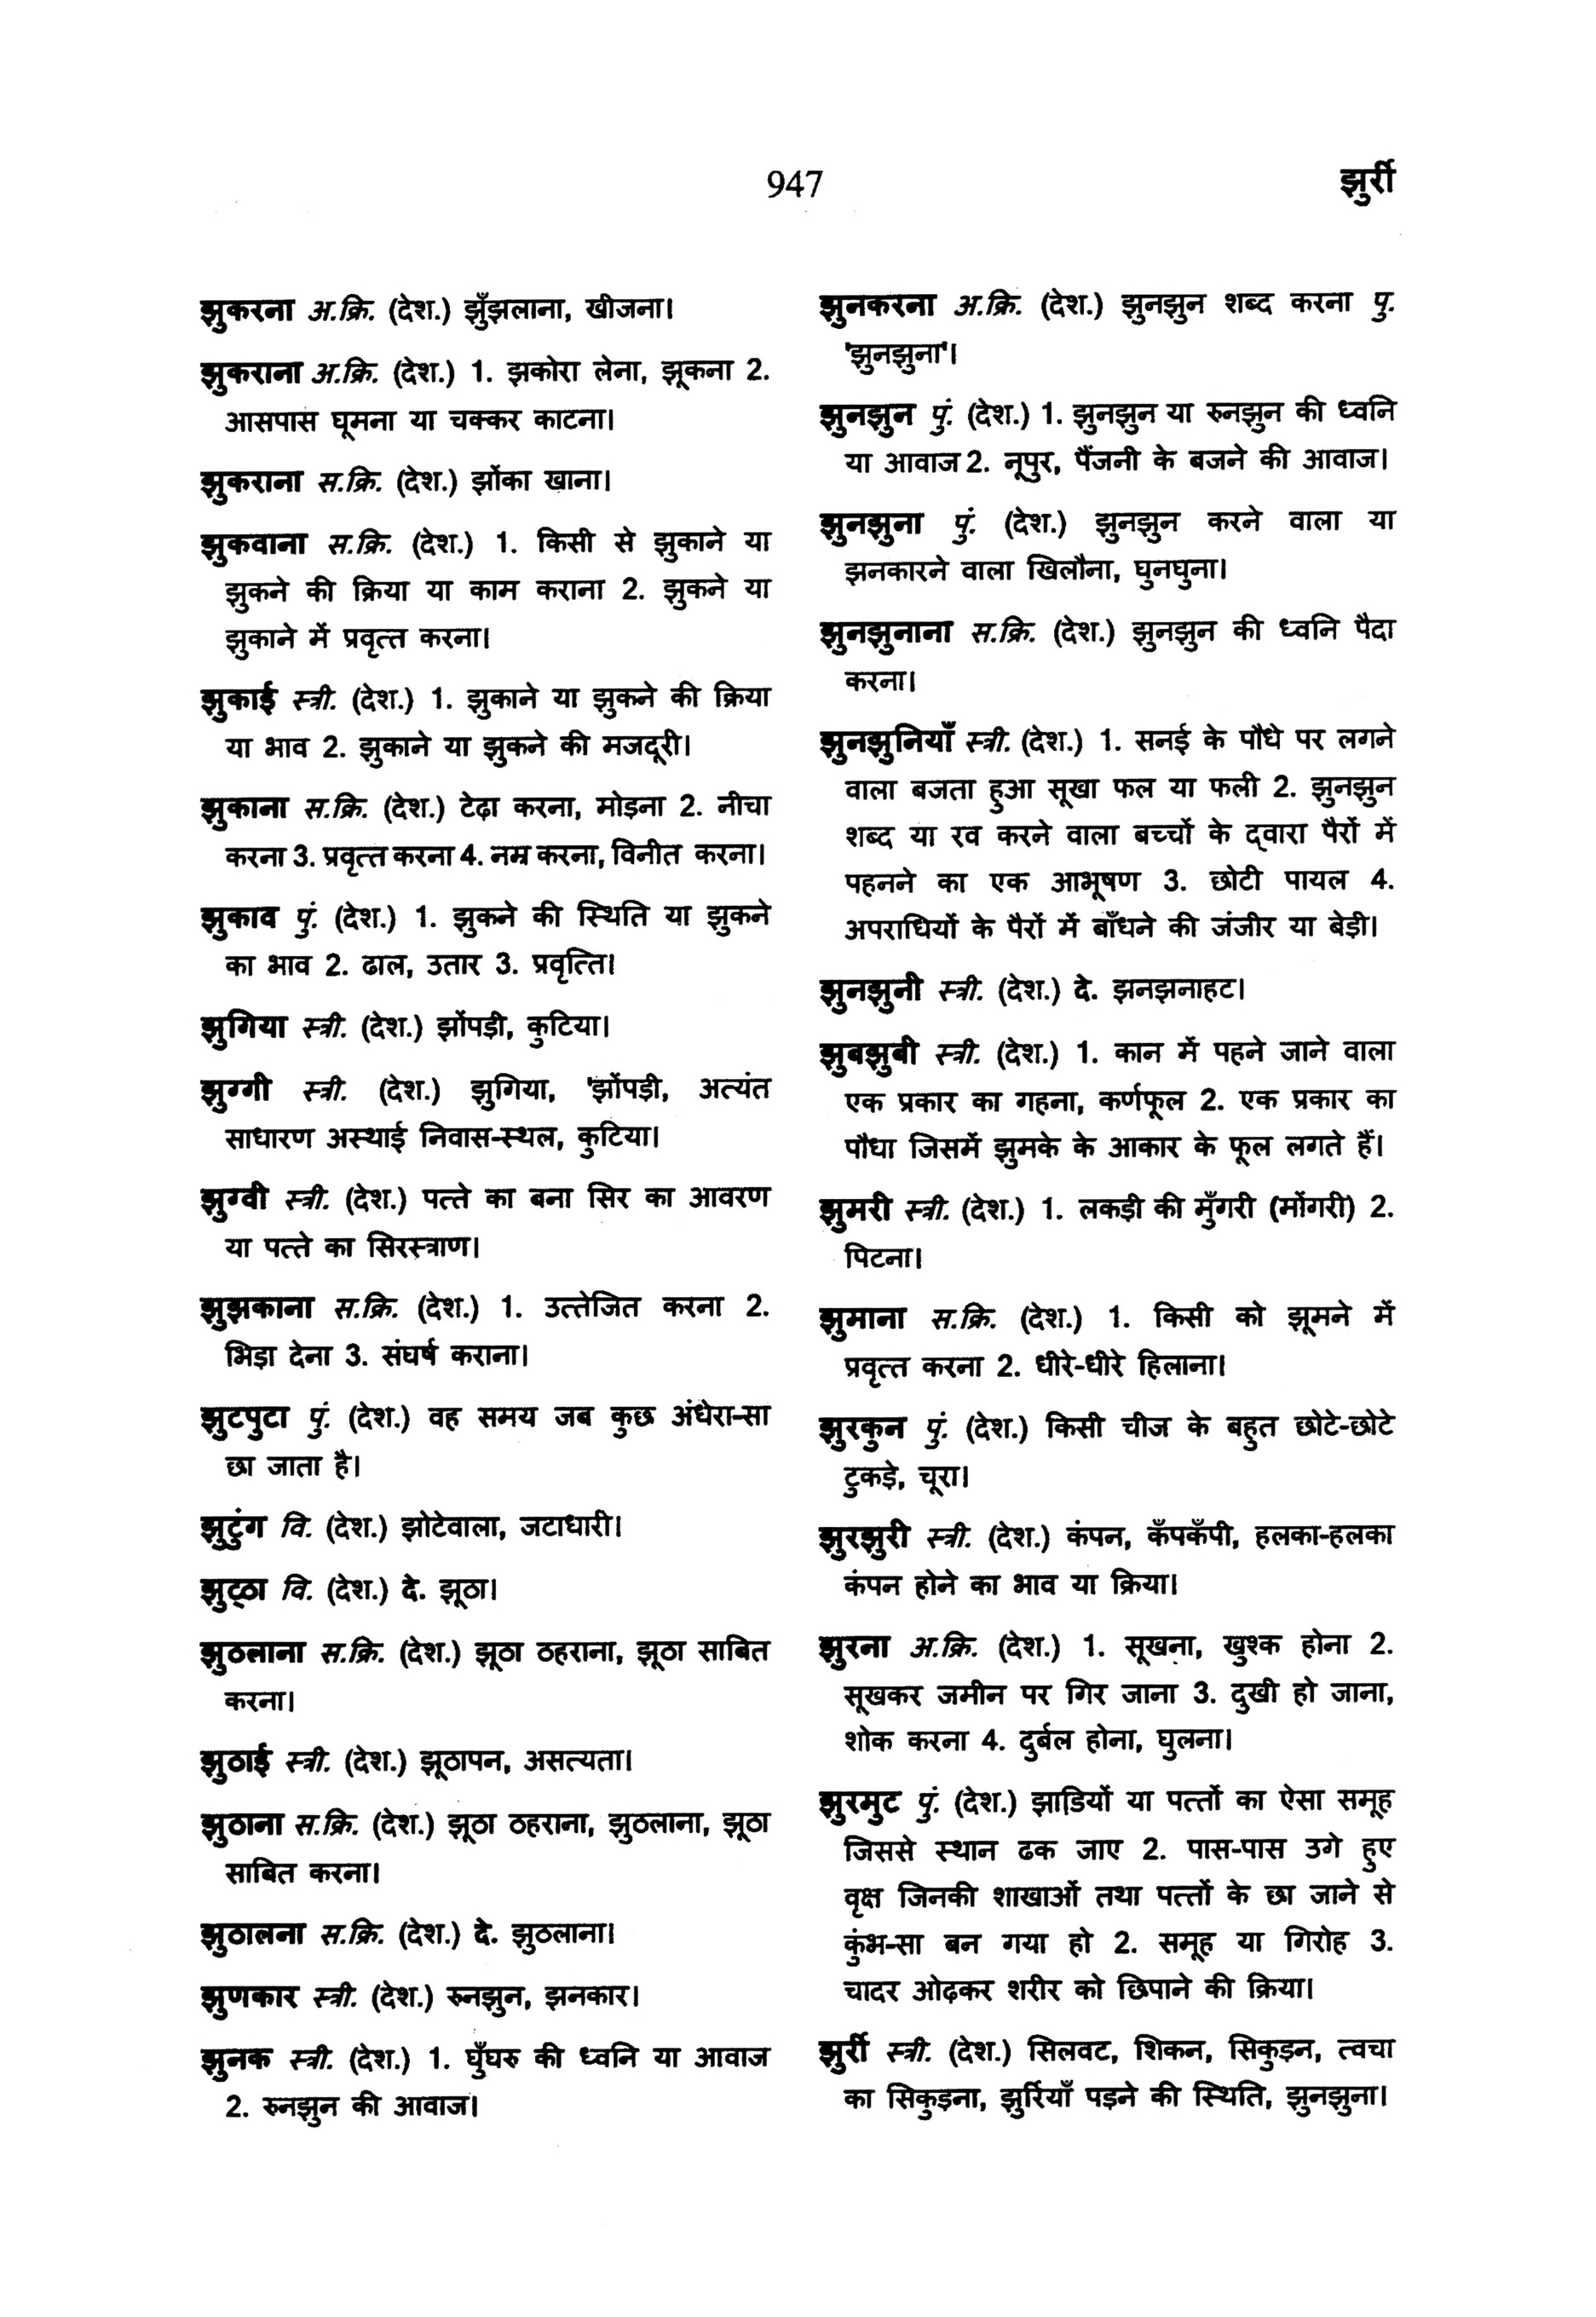 947
झुर्री
झुकरना अ.क्रि. (देश.) झुँझलाना, खीजना।
झुकराना अ.क्रि. (देश.) 1. झकोरा लेना, झूकना 2.
आसपास घूमना या चक्कर काटना।
झुकराना स.क्रि. (देश.) झोंका खाना।
झुकवाना स.क्रि. (देश.) 1. किसी से झुकाने या
झुकने की क्रिया या काम कराना 2. झुकने या
झुकाने में प्रवृत्त करना।
झुकाई स्त्री. (देश.) 1. झुकाने या झुकने की क्रिया
या भाव 2. झुकाने या झुकने की मजदूरी।
झुकाना स.क्रि. (देश.) टेढ़ा करना, मोड़ना 2. नीचा
करना 3. प्रवृत्त करना 4. नम्र करना, विनीत करना।
झुकाव पुं. (देश.) 1. झुकने की स्थिति या झुकने
का भाव 2. ढाल, उतार 3. प्रवृत्ति।
झुगिया स्त्री. (देश.) झोंपड़ी, कुटिया।
झुग्गी स्त्री. (देश.) झुगिया, 'झोंपड़ी, अत्यंत
साधारण अस्थाई निवास-स्थल, कुटिया।
झुग्वी स्त्री. (देश.) पत्ते का बना सिर का आवरण
या पत्ते का सिरस्त्राण।
झुझकाना स.क्रि. (देश.) 1. उत्तेजित करना 2.
भिड़ा देना 3. संघर्ष कराना।
झुटपुटा पुं. (देश.) वह समय जब कुछ अंधेरा-सा
छा जाता है।
झुटुंग वि. (देश.) झोटेवाला, जटाधारी।
झुट्ठा वि. (देश.) दे. झूठा।
झुठलाना स.क्रि. (देश.) झूठा ठहराना, झूठा साबित
करना।
झुठाई स्त्री. (देश.) झूठापन, असत्यता।
झुठाना स.क्रि. (देश.) झूठा ठहराना, झुठलाना, झूठा
साबित करना।
झुठालना स.क्रि. (देश.) दे. झुठलाना।
झुणकार स्त्री. (देश.) रुनझुन, झनकार।
झुनक स्त्री. (देश.) 1. घुँघरु की ध्वनि या आवाज
2. रुनझुन की आवाज।
झुनकरना अ.क्रि. (देश.) झुनझुन शब्द करना पु.
'झुनझुना'।
झुनझुन पुं. (देश.) 1. झुनझुन या रुनझुन की ध्वनि
या आवाज 2. नूपुर, पैंजनी के बजने की आवाज।
झुनझुना पुं. (देश.) झुनझुन करने वाला या
झनकारने वाला खिलौना, घुनघुना।
झुनझुनाना स.क्रि. (देश.) झुनझुन की ध्वनि पैदा
करना।
झुनझुनियाँ स्त्री. (देश.) 1. सनई के पौधे पर लगने
वाला बजता हुआ सूखा फल या फली 2. झुनझुन
शब्द या रव करने वाला बच्चों के द्वारा पैरों में
पहनने का एक आभूषण 3. छोटी पायल 4.
अपराधियों के पैरों में बाँधने की जंजीर या बेड़ी।
झुनझुनी स्त्री. (देश.) दे. झनझनाहट।
झुबझुबी स्त्री. (देश.) 1. कान में पहने जाने वाला
एक प्रकार का गहना, कर्णफूल 2. एक प्रकार का
पौधा जिसमें झुमके के आकार के फूल लगते हैं।
झुमरी स्त्री. (देश.) 1. लकड़ी की मुँगरी (मोंगरी) 2.
पिटना।
झुमाना स.क्रि. (देश.) 1. किसी को झूमने में
प्रवृत्त करना 2. धीरे-धीरे हिलाना।
झुरकुन पुं. (देश.) किसी चीज के बहुत छोटे-छोटे
टुकड़े, चूरा।
झुरझुरी स्त्री. (देश.) कंपन, कँपकँपी, हलका-हलका
कंपन होने का भाव या क्रिया।
झुरना अ.क्रि. (देश.) 1. सूखना, खुश्क होना 2.
सूखकर जमीन पर गिर जाना 3. दुखी हो जाना,
शोक करना 4. दुर्बल होना, घुलना।
झुरमुट पुं. (देश.) झाडि़यों या पत्तों का ऐसा समूह
जिससे स्थान ढक जाए 2. पास-पास उगे हुए
वृक्ष जिनकी शाखाओं तथा पत्तों के छा जाने से
कुंभ-सा बन गया हो 2. समूह या गिरोह 3.
चादर ओढ़कर शरीर को छिपाने की क्रिया।
झुर्री स्त्री. (देश.) सिलवट, शिकन, सिकुड़न, त्वचा
का सिकुड़ना, झुर्रियाँ पड़ने की स्थिति, झुनझुना।